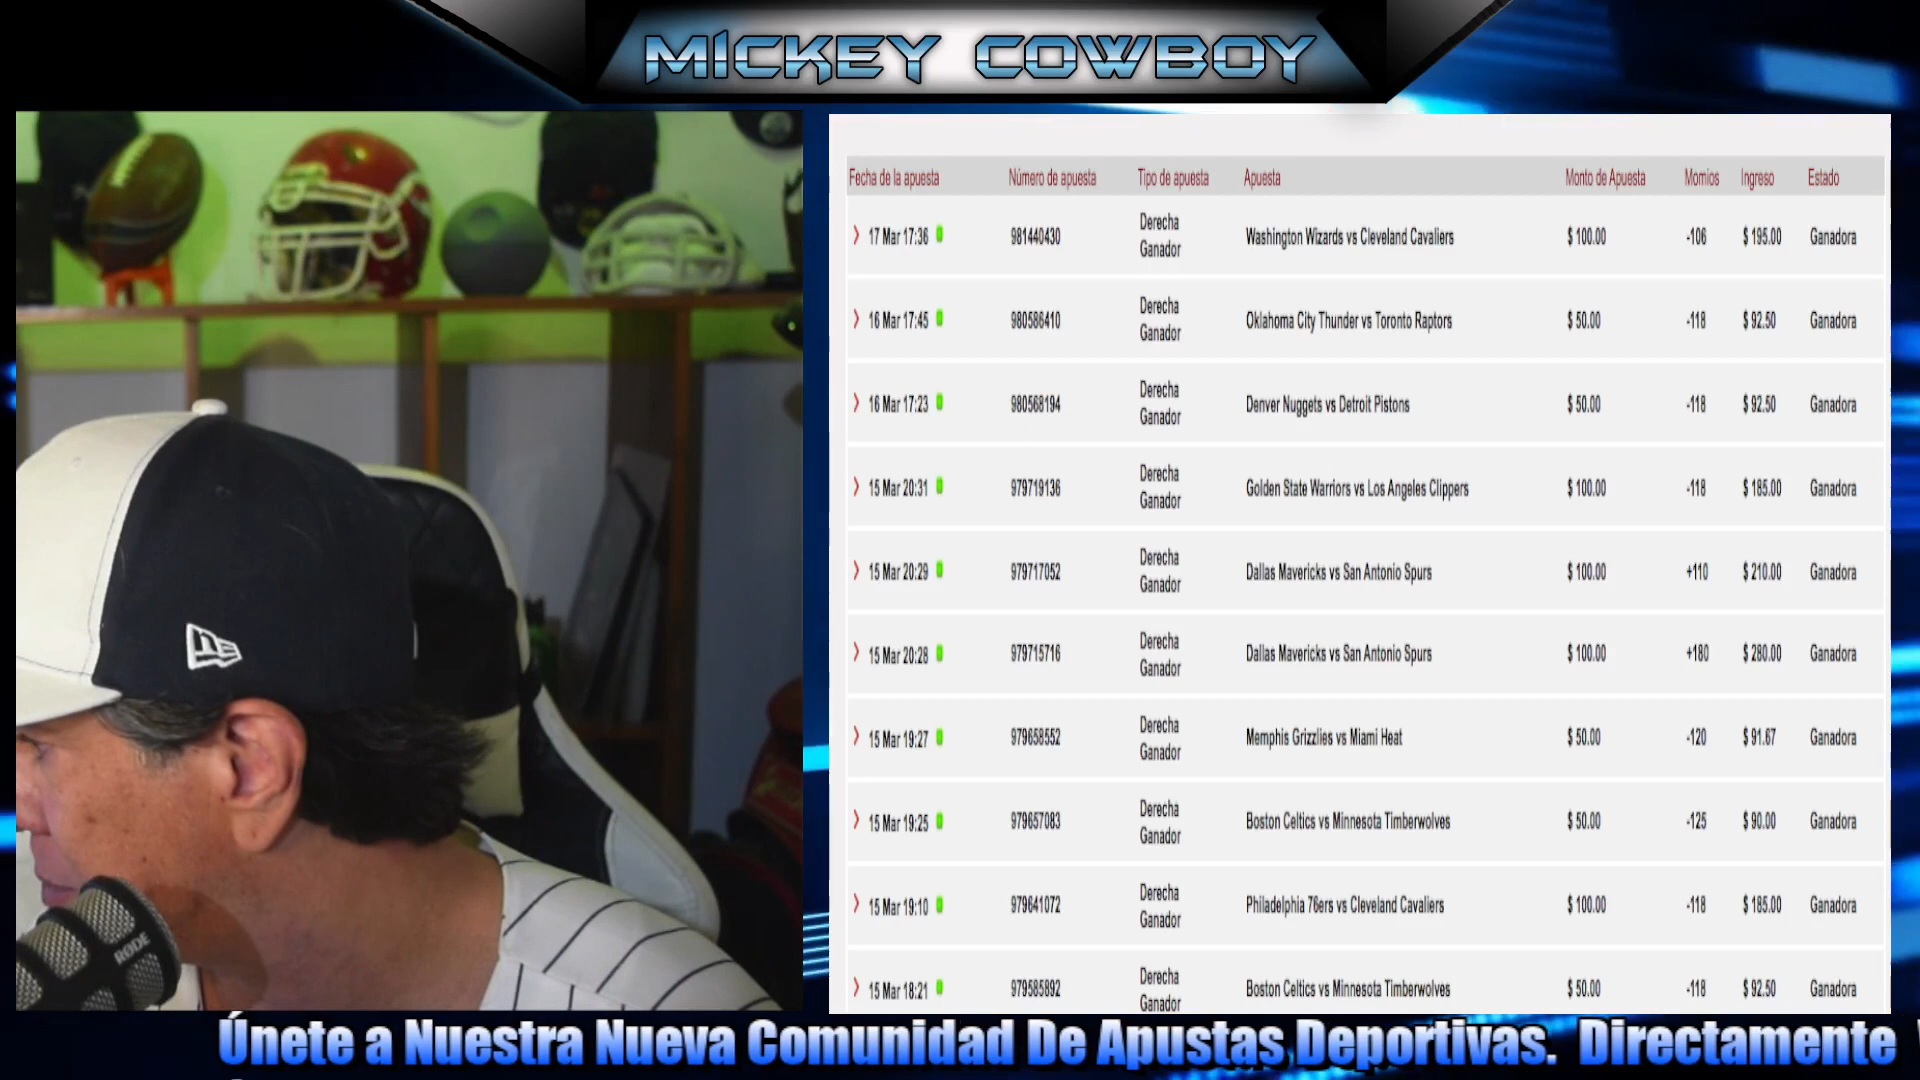 MICKEY COWBOY
Fecha de la apuesta Número de apuesta Tipo de apuesta Apuesta Monto de Apuesta Momios Ingreso Estado
17 Mar 17:36 981440430 Derecha Ganador Washington Wizards vs Cleveland Cavaliers $ 100.00 -106 $ 195.00 Ganadora
16 Mar 17:45 980586410 Derecha Ganador Oklahoma City Thunder vs Toronto Raptors $ 50.00 -118 $ 92.50 Ganadora
16 Mar 17:23 980568194 Derecha Ganador Denver Nuggets vs Detroit Pistons $ 50.00 -118 $ 92.50 Ganadora
15 Mar 20:31 979719136 Derecha Ganador Golden State Warriors vs Los Angeles Clippers $ 100.00 -118 $ 185.00 Ganadora
15 Mar 20:29 979717052 Derecha Ganador Dallas Mavericks vs San Antonio Spurs $ 100.00 +110 $ 210.00 Ganadora
15 Mar 20:28 979715716 Derecha Ganador Dallas Mavericks vs San Antonio Spurs $ 100.00 +180 $ 280.00 Ganadora
15 Mar 19:27 979658552 Derecha Ganador Memphis Grizzlies vs Miami Heat $ 50.00 -120 $ 91.67 Ganadora
15 Mar 19:25 979657083 Derecha Ganador Boston Celtics vs Minnesota Timberwolves $ 50.00 -125 $ 90.00 Ganadora
15 Mar 19:10 979641072 Derecha Ganador Philadelphia 76ers vs Cleveland Cavaliers $ 100.00 -118 $ 185.00 Ganadora
15 Mar 18:21 979585892 Derecha Ganador Boston Celtics vs Minnesota Timberwolves $ 50.00 -118 $ 92.50 Ganadora
RODE
Únete a Nuestra Nueva Comunidad De Apustas Deportivas. Directamente